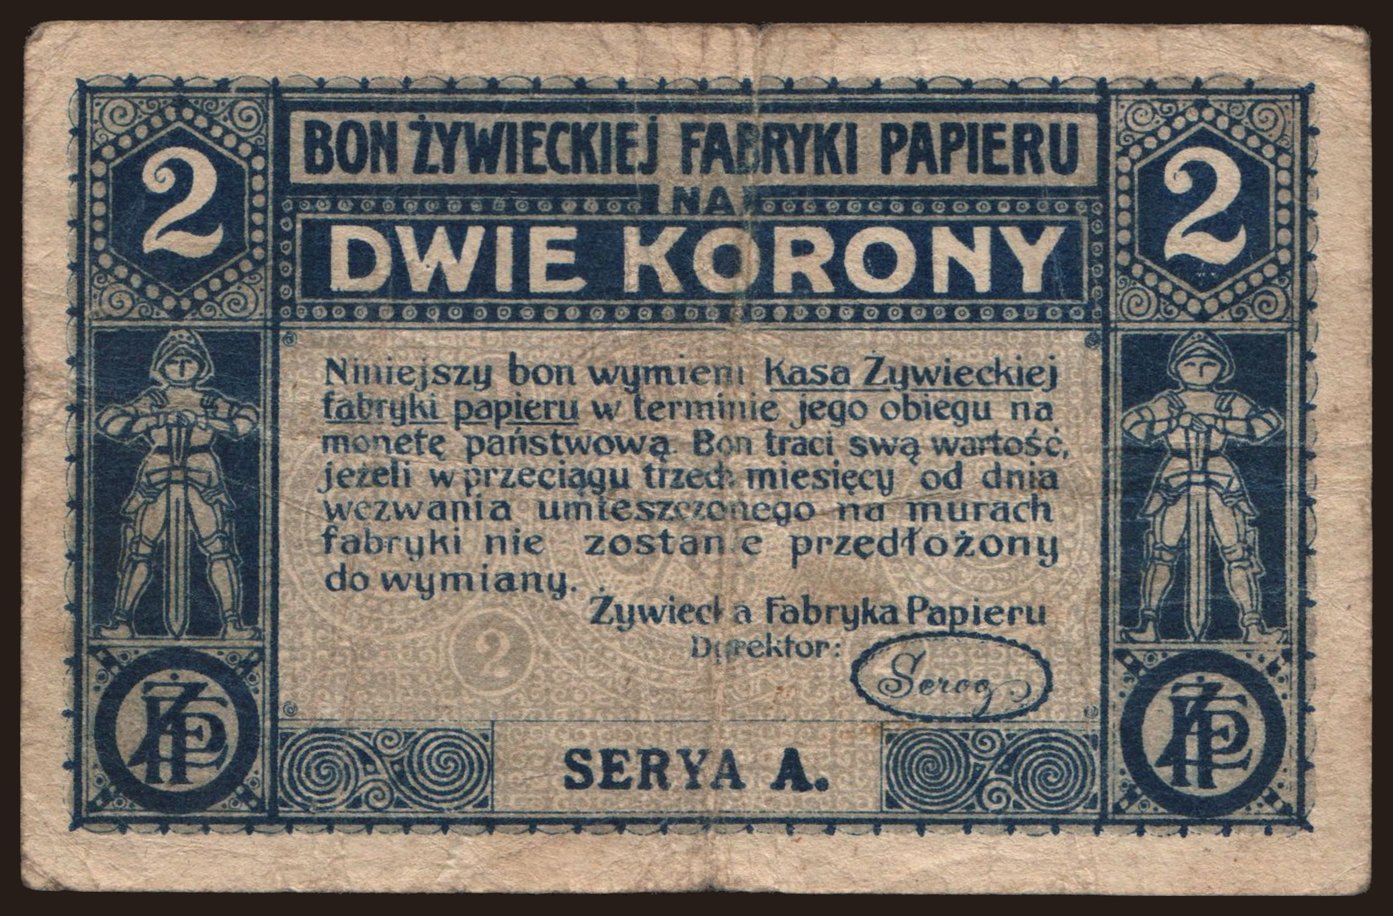 BON ŻYWIECKIEJ FABRYKI PAPIERU
NA
DWIE KORONY
2
2
Niniejszy bon wymieni Kasa Żywieckiej
fabryki papieru w terminie jego obiegu na
monetę państwową. Bon traci swą wartość,
jeżeli w przeciągu trzech miesięcy od dnia
wezwania umieszczonego na murach
fabryki nie zostanie przedłożony
do wymiany.
Żywiecka Fabryka Papieru
Dyrektor:
2
SERYA A.
ŻFP
ŻFP